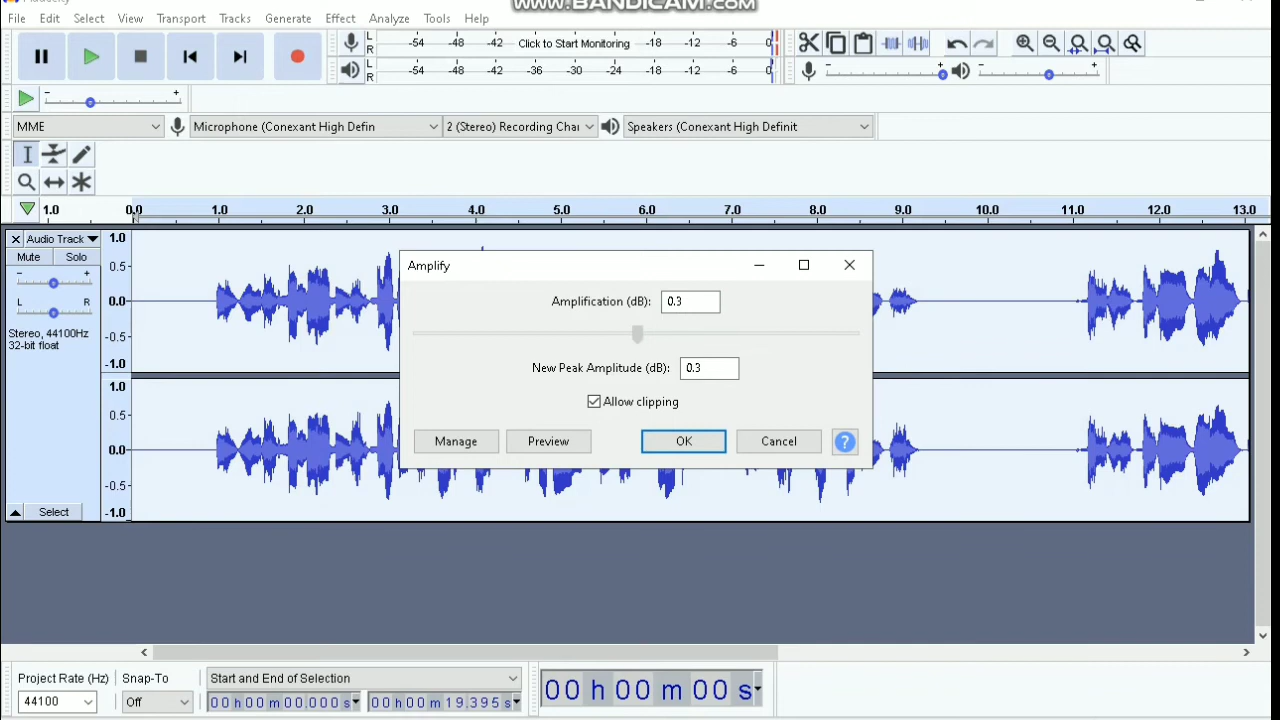 WWW.BANDICAM.COM
File Edit Select View Transport Tracks Generate Effect Analyze Tools Help
L
R
-54 -48 -42 Click to Start Monitoring -18 -12 -6 0
L
R
-54 -48 -42 -36 -30 -24 -18 -12 -6 0
- +
- +
- +
MME Microphone (Conexant High Defin 2 (Stereo) Recording Chai Speakers (Conexant High Definit
1.0 0.0 1.0 2.0 3.0 4.0 5.0 6.0 7.0 8.0 9.0 10.0 11.0 12.0 13.0
Audio Track
Mute Solo
- +
L R
Stereo, 44100Hz
32-bit float
Select
1.0
0.5
0.0
-0.5
-1.0
1.0
0.5
0.0
-0.5
-1.0
Amplify
Amplification (dB): 0.3
New Peak Amplitude (dB): 0.3
Allow clipping
Manage Preview OK Cancel ?
Project Rate (Hz) Snap-To Start and End of Selection
44100 Off 00 h 00 m 00.000 s 00 h 00 m 19.395 s
00 h 00 m 00 s